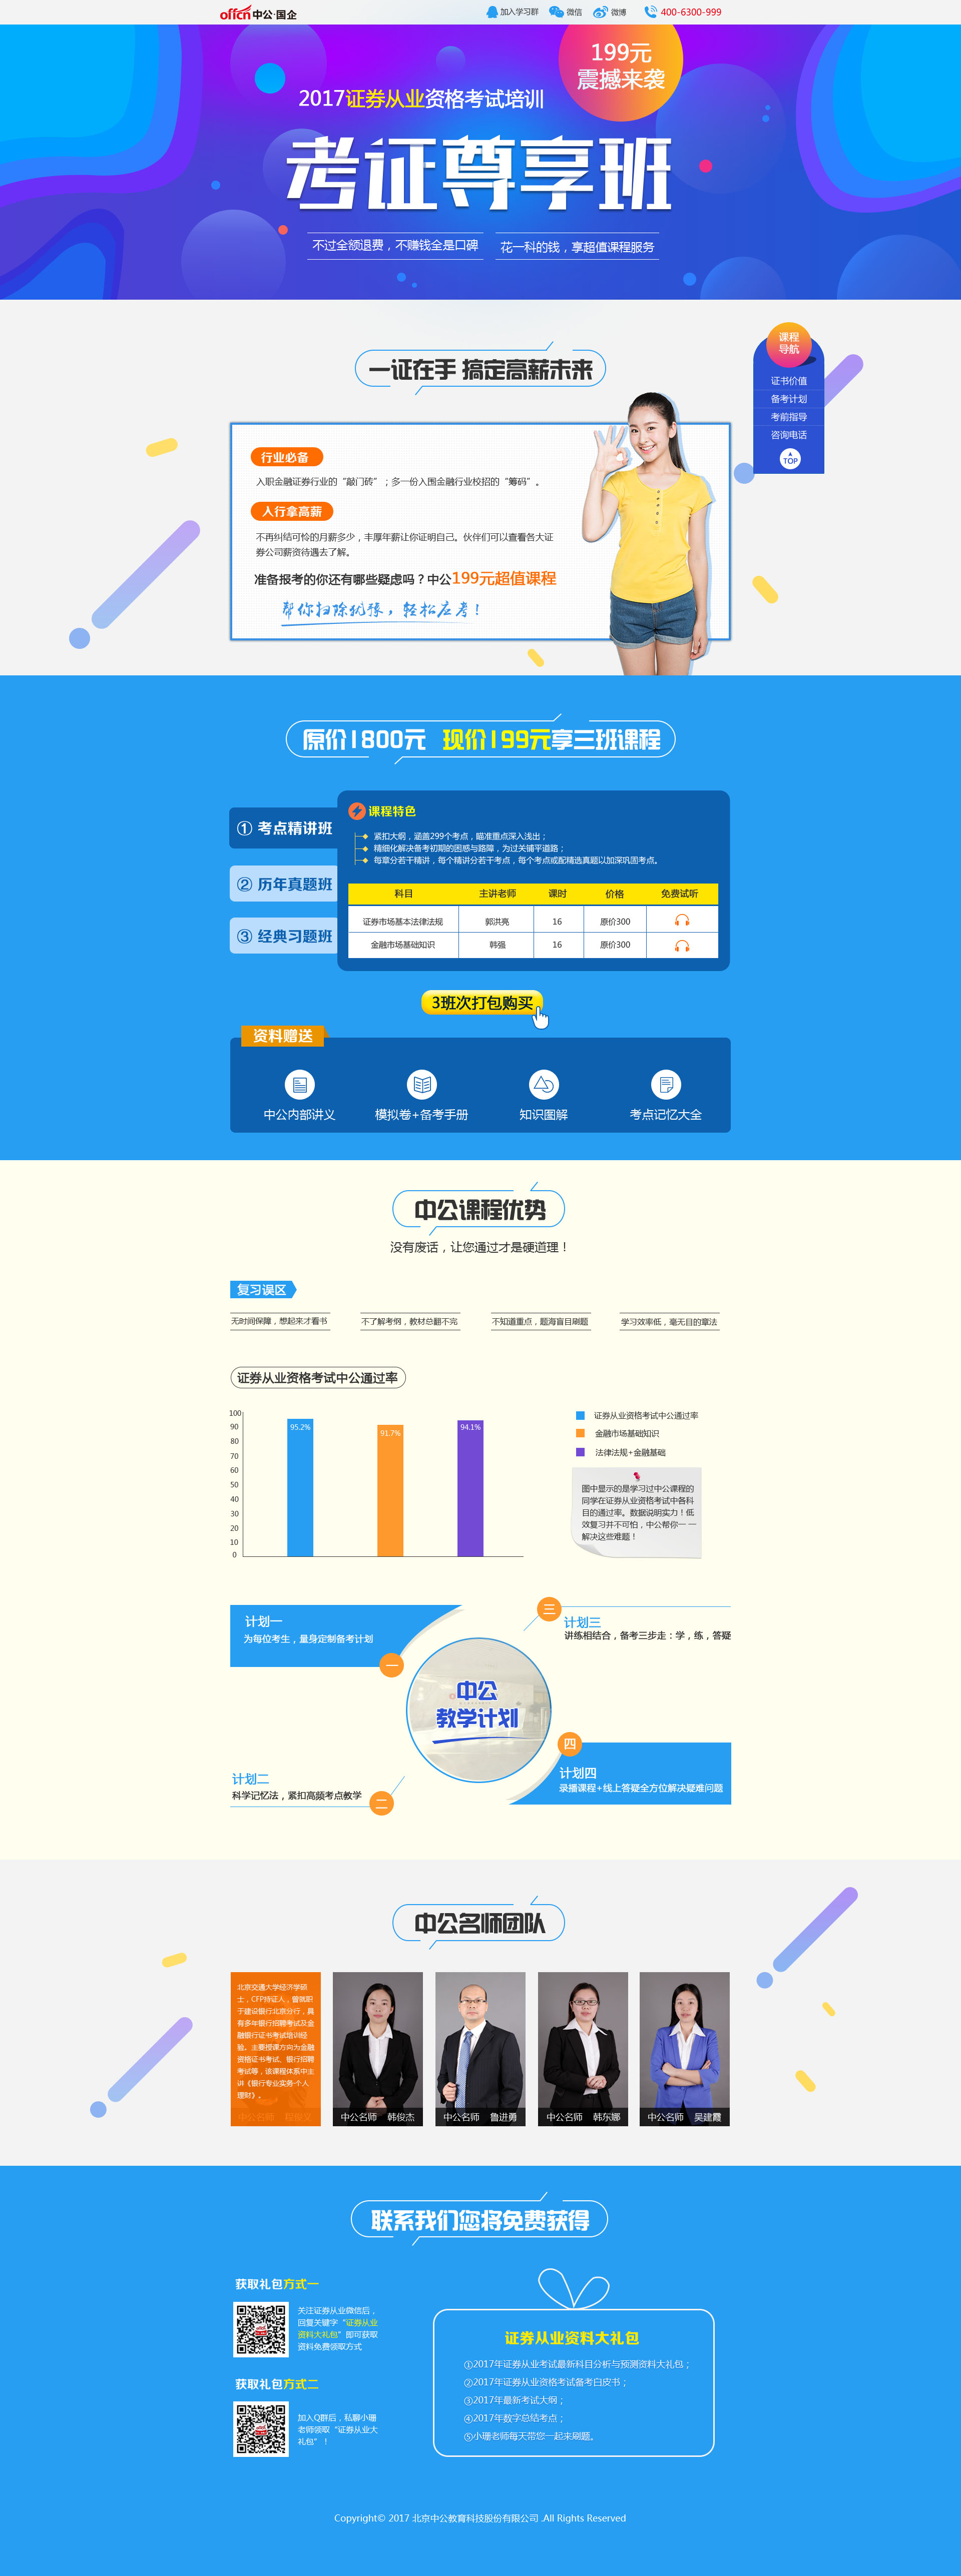 offcn 中公·国企
加入学习群 微信 微博 400-6300-999
199元
震撼来袭
2017证券从业资格考试培训
考证尊享班
不过全额退费，不赚钱全是口碑 花一科的钱，享超值课程服务
课程
导航
证书价值
备考计划
考前指导
咨询电话
TOP
一证在手 搞定高薪未来
行业必备
入职金融证券行业的“敲门砖”；多一份入围金融行业校招的“筹码”。
入行拿高薪
不再纠结可怜的月薪多少，丰厚年薪让你证明自己。伙伴们可以查看各大证
券公司薪资待遇去了解。
准备报考的你还有哪些疑虑吗？中公199元超值课程
帮你扫除纸张，轻松应考！
原价1800元 现价199元享三班课程
① 考点精讲班
② 历年真题班
③ 经典习题班
课程特色
紧扣大纲，涵盖299个考点，瞄准重点深入浅出；
精细化解决备考初期的困惑与路障，为过关铺平道路；
每章分若干精讲，每个精讲分若干考点，每个考点或配精选真题以加深巩固考点。
科目 主讲老师 课时 价格 免费试听
证券市场基本法律法规 郭洪亮 16 原价300
金融市场基础知识 韩强 16 原价300
3班次打包购买
资料赠送
中公内部讲义 模拟卷+备考手册 知识图解 考点记忆大全
中公课程优势
没有废话，让您通过才是硬道理！
复习误区
无时间保障，想起来才看书 不了解考纲，教材总翻不完 不知道重点，题海盲目刷题 学习效率低，毫无目的章法
证券从业资格考试中公通过率
100
90
80
70
60
50
40
30
20
10
0
95.2%
91.7%
94.1%
证券从业资格考试中公通过率
金融市场基础知识
法律法规+金融基础
图中显示的是学习过中公课程的
同学在证券从业资格考试中各科
目的通过率。数据说明实力！低
效复习并不可怕，中公帮你一 一
解决这些难题！
计划一
为每位考生，量身定制备考计划
一
三
计划三
讲练相结合，备考三步走：学，练，答疑
中公
教学计划
计划二
科学记忆法，紧扣高频考点教学
二
四
计划四
录播课程+线上答疑全方位解决疑难问题
中公名师团队
北京交通大学经济学硕
士，CFP持证人，曾就职
于建设银行北京分行，具
有多年银行招聘考试及金
融银行证书考试培训经
验。主要授课方向为金融
资格证书考试、银行招聘
考试等，该课程体系中主
讲《银行专业实务·个人
理财》。
中公名师
中公名师 韩俊杰
中公名师 鲁进勇
中公名师 韩东娜
中公名师 吴建霞
联系我们您将免费获得
获取礼包方式一
关注证券从业微信后，
回复关键字“证券从业
资料大礼包”即可获取
资料免费领取方式
获取礼包方式二
加入Q群后，私聊小珊
老师领取“证券从业大
礼包”！
证券从业资料大礼包
①2017年证券从业考试最新科目分析与预测资料大礼包；
②2017年证券从业资格考试备考白皮书；
③2017年最新考试大纲；
④2017年数字总结考点；
⑤小珊老师每天带您一起来刷题。
Copyright© 2017 北京中公教育科技股份有限公司 .All Rights Reserved